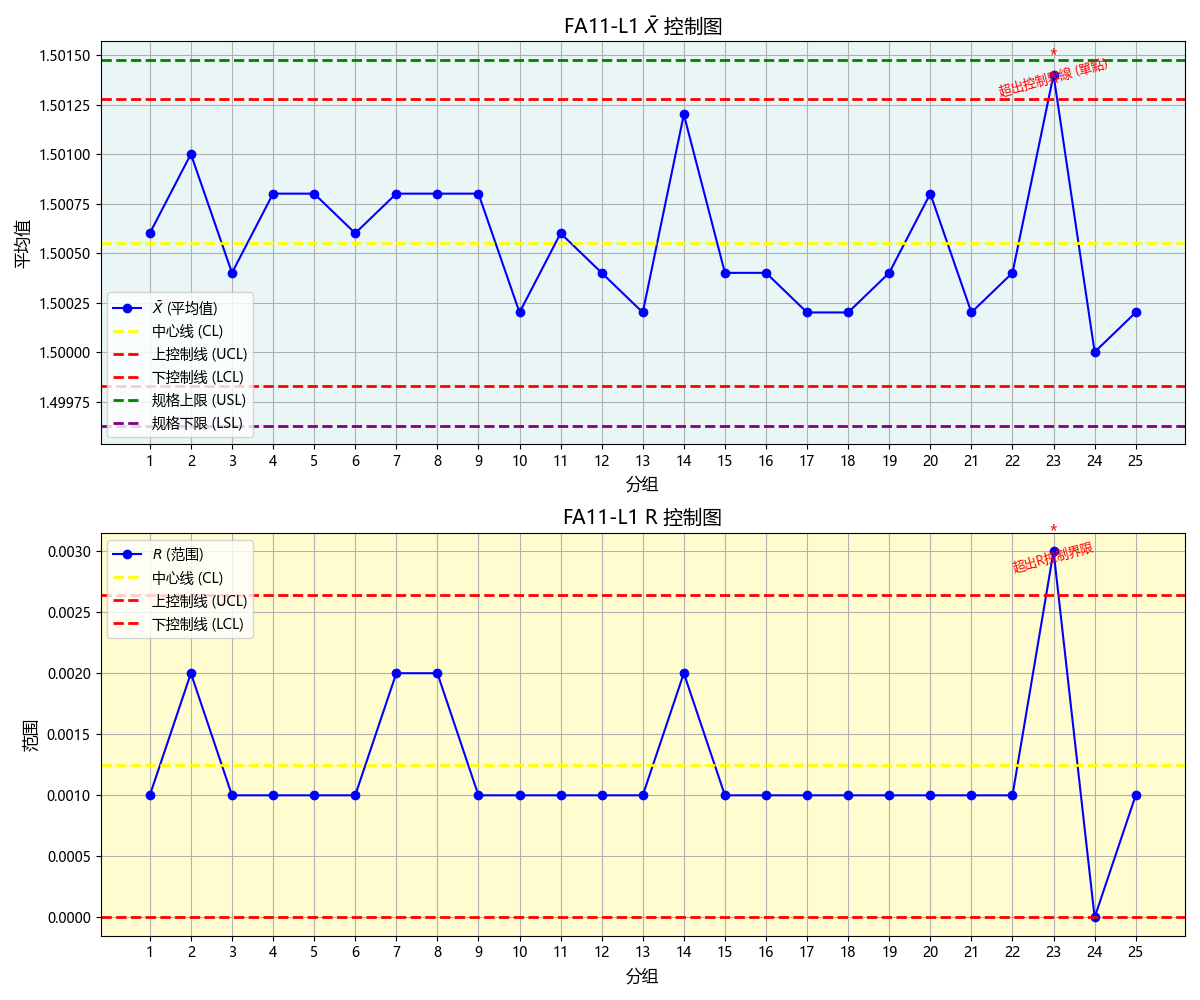 FA11-L1 X̄ 控制图
*
超出控制界線 (單點)
1.50150
1.50125
1.50100
1.50075
1.50050
1.50025
1.50000
1.49975
平均值
X̄ (平均值)
中心线 (CL)
上控制线 (UCL)
下控制线 (LCL)
规格上限 (USL)
规格下限 (LSL)
1 2 3 4 5 6 7 8 9 10 11 12 13 14 15 16 17 18 19 20 21 22 23 24 25
分组
FA11-L1 R 控制图
*
超出R控制界限
0.0030
0.0025
0.0020
0.0015
0.0010
0.0005
0.0000
范围
R (范围)
中心线 (CL)
上控制线 (UCL)
下控制线 (LCL)
1 2 3 4 5 6 7 8 9 10 11 12 13 14 15 16 17 18 19 20 21 22 23 24 25
分组